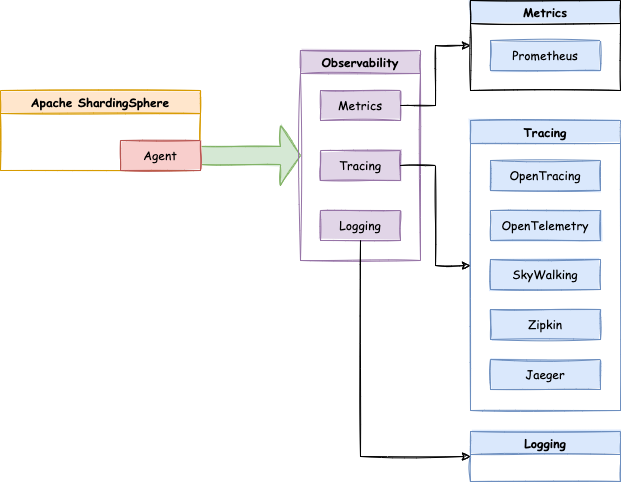 Apache ShardingSphere
Agent
Observability
Metrics
Tracing
Logging
Metrics
Prometheus
Tracing
OpenTracing
OpenTelemetry
SkyWalking
Zipkin
Jaeger
Logging